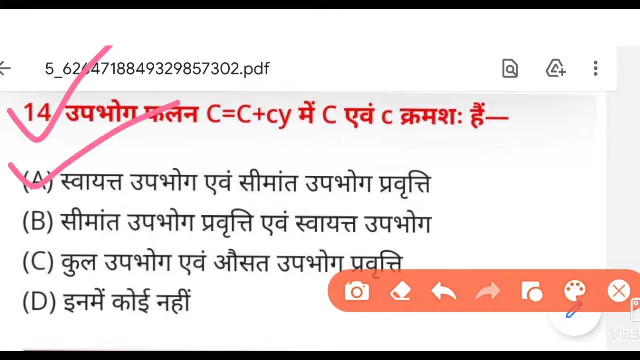 5_6264718849329857302.pdf
14. उपभोग फलन C=C+cy में C एवं c क्रमशः हैं—
(A) स्वायत्त उपभोग एवं सीमांत उपभोग प्रवृत्ति
(B) सीमांत उपभोग प्रवृत्ति एवं स्वायत्त उपभोग
(C) कुल उपभोग एवं औसत उपभोग प्रवृत्ति
(D) इनमें कोई नहीं